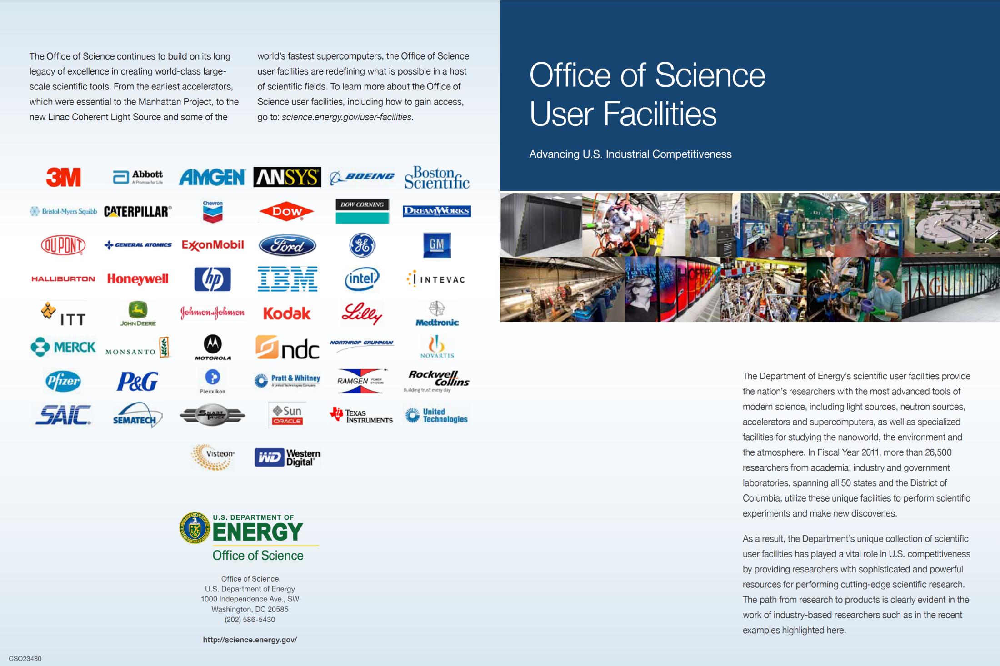 The Office of Science continues to build on its long
legacy of excellence in creating world-class large-
scale scientific tools. From the earliest accelerators,
which were essential to the Manhattan Project, to the
new Linac Coherent Light Source and some of the
world's fastest supercomputers, the Office of Science
user facilities are redefining what is possible in a host
of scientific fields. To learn more about the Office of
Science user facilities, including how to gain access,
go to: science.energy.gov/user-facilities.
3M
Abbott
A Promise for Life
AMGEN
ANSYS
BOEING
Boston
Scientific
Bristol-Myers Squibb
CATERPILLAR®
Chevron
DOW
DOW CORNING
DREAMWORKS
DUPONT
GENERAL ATOMICS
ExxonMobil
Ford
GE
GM
HALLIBURTON
Honeywell
hp
IBM
intel
INTEVAC
ITT
JOHN DEERE
Johnson&Johnson
Kodak
Lilly
Medtronic
MERCK
MONSANTO
MOTOROLA
ndc
NORTHROP GRUMMAN
NOVARTIS
Pfizer
P&G
Plexxikon
Pratt & Whitney
A United Technologies Company
RAMGEN POWER SYSTEMS
Rockwell
Collins
Building trust every day
SAIC®
SEMATECH
SMART
TRUCK
Sun
ORACLE
TEXAS
INSTRUMENTS
United
Technologies
Visteon®
WD Western
Digital®
U.S. DEPARTMENT OF
ENERGY
Office of Science
Office of Science
U.S. Department of Energy
1000 Independence Ave., SW
Washington, DC 20585
(202) 586-5430
http://science.energy.gov/
CSO23480
Office of Science
User Facilities
Advancing U.S. Industrial Competitiveness
IBM
HOPPER
JAGUAR
The Department of Energy's scientific user facilities provide
the nation's researchers with the most advanced tools of
modern science, including light sources, neutron sources,
accelerators and supercomputers, as well as specialized
facilities for studying the nanoworld, the environment and
the atmosphere. In Fiscal Year 2011, more than 26,500
researchers from academia, industry and government
laboratories, spanning all 50 states and the District of
Columbia, utilize these unique facilities to perform scientific
experiments and make new discoveries.
As a result, the Department's unique collection of scientific
user facilities has played a vital role in U.S. competitiveness
by providing researchers with sophisticated and powerful
resources for performing cutting-edge scientific research.
The path from research to products is clearly evident in the
work of industry-based researchers such as in the recent
examples highlighted here.